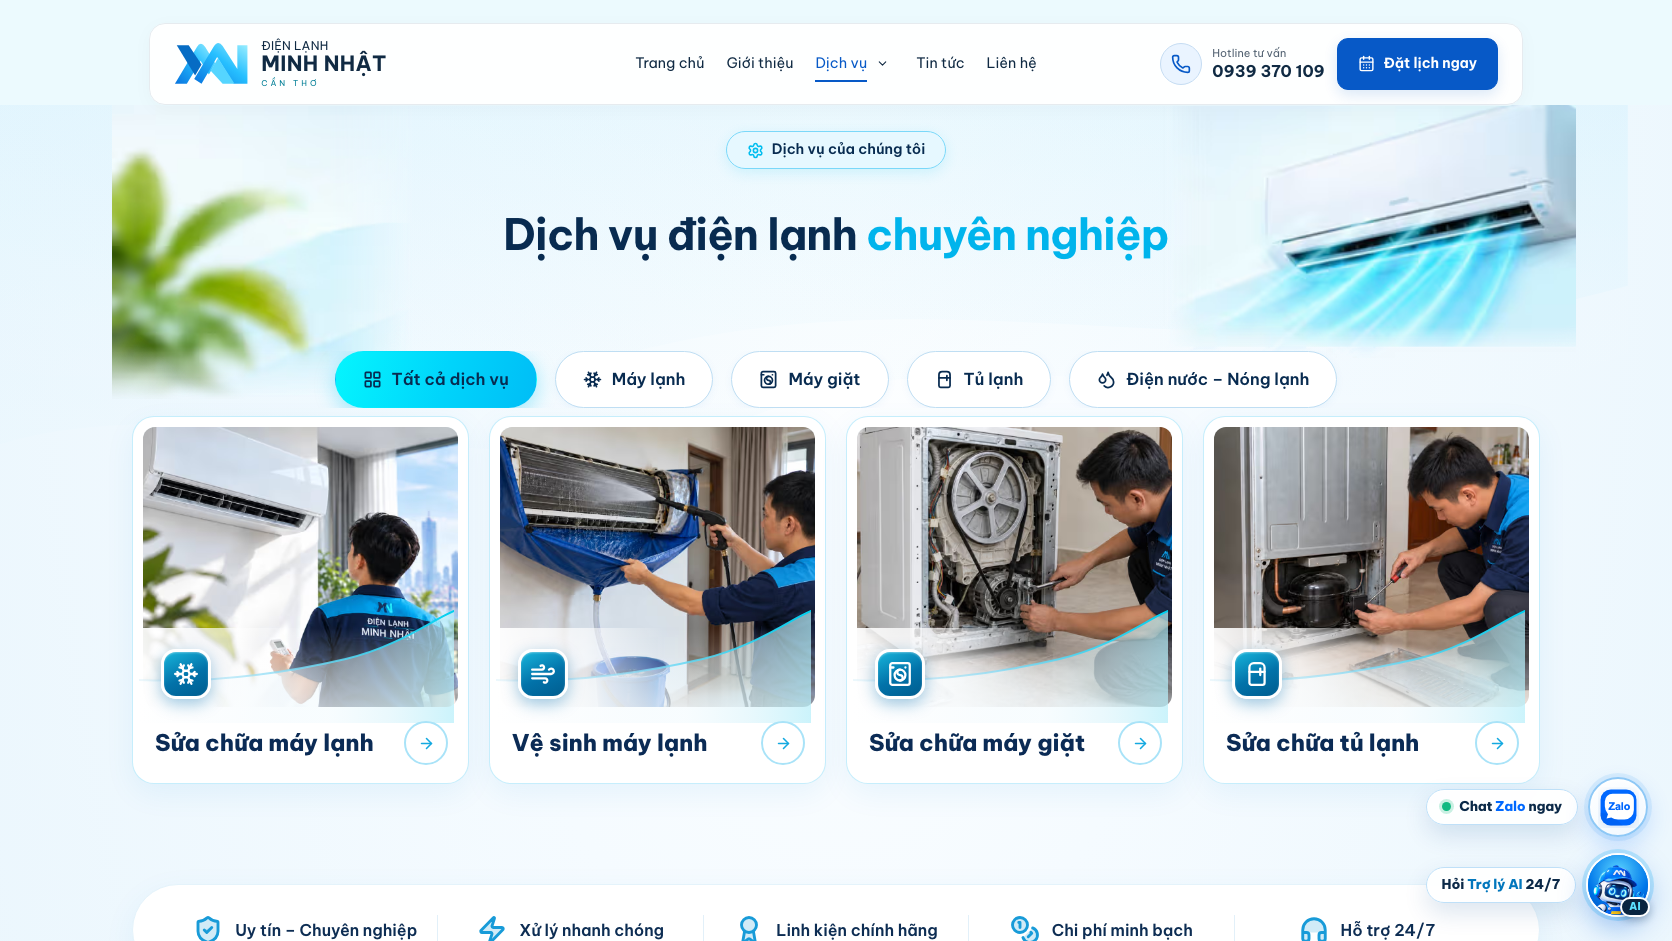 ĐIỆN LẠNH
MINH NHẬT
CẦN THƠ
Trang chủ
Giới thiệu
Dịch vụ
Tin tức
Liên hệ
Hotline tư vấn
0939 370 109
Đặt lịch ngay
Dịch vụ của chúng tôi
Dịch vụ điện lạnh chuyên nghiệp
Tất cả dịch vụ
Máy lạnh
Máy giặt
Tủ lạnh
Điện nước – Nóng lạnh
ĐIỆN LẠNH
MINH NHẬT
Sửa chữa máy lạnh
Vệ sinh máy lạnh
Sửa chữa máy giặt
Sửa chữa tủ lạnh
Chat Zalo ngay
Zalo
Hỏi Trợ lý AI 24/7
AI
Uy tín – Chuyên nghiệp
Xử lý nhanh chóng
Linh kiện chính hãng
Chi phí minh bạch
Hỗ trợ 24/7